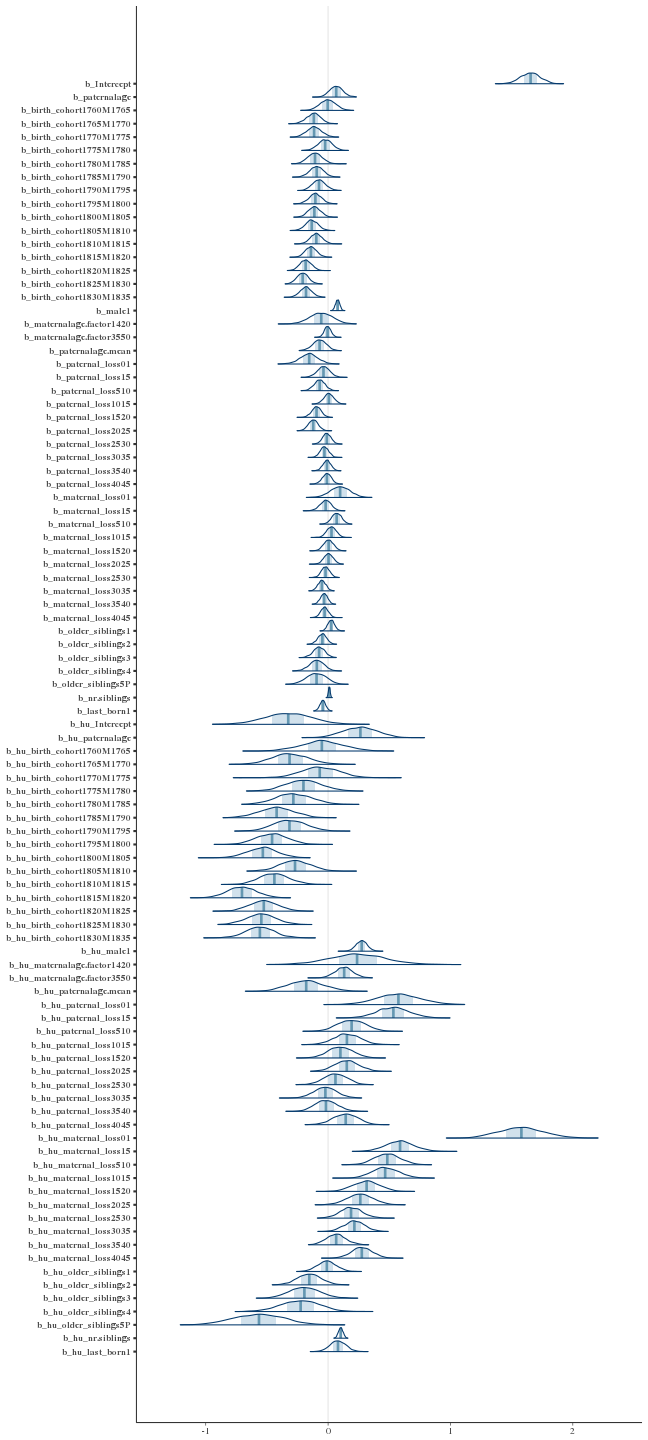 b_Intercept
b_paternalage
b_birth_cohort1760M1765
b_birth_cohort1765M1770
b_birth_cohort1770M1775
b_birth_cohort1775M1780
b_birth_cohort1780M1785
b_birth_cohort1785M1790
b_birth_cohort1790M1795
b_birth_cohort1795M1800
b_birth_cohort1800M1805
b_birth_cohort1805M1810
b_birth_cohort1810M1815
b_birth_cohort1815M1820
b_birth_cohort1820M1825
b_birth_cohort1825M1830
b_birth_cohort1830M1835
b_male1
b_maternalage.factor1420
b_maternalage.factor3550
b_paternalage.mean
b_paternal_loss01
b_paternal_loss15
b_paternal_loss510
b_paternal_loss1015
b_paternal_loss1520
b_paternal_loss2025
b_paternal_loss2530
b_paternal_loss3035
b_paternal_loss3540
b_paternal_loss4045
b_maternal_loss01
b_maternal_loss15
b_maternal_loss510
b_maternal_loss1015
b_maternal_loss1520
b_maternal_loss2025
b_maternal_loss2530
b_maternal_loss3035
b_maternal_loss3540
b_maternal_loss4045
b_older_siblings1
b_older_siblings2
b_older_siblings3
b_older_siblings4
b_older_siblings5P
b_nr.siblings
b_last_born1
b_hu_Intercept
b_hu_paternalage
b_hu_birth_cohort1760M1765
b_hu_birth_cohort1765M1770
b_hu_birth_cohort1770M1775
b_hu_birth_cohort1775M1780
b_hu_birth_cohort1780M1785
b_hu_birth_cohort1785M1790
b_hu_birth_cohort1790M1795
b_hu_birth_cohort1795M1800
b_hu_birth_cohort1800M1805
b_hu_birth_cohort1805M1810
b_hu_birth_cohort1810M1815
b_hu_birth_cohort1815M1820
b_hu_birth_cohort1820M1825
b_hu_birth_cohort1825M1830
b_hu_birth_cohort1830M1835
b_hu_male1
b_hu_maternalage.factor1420
b_hu_maternalage.factor3550
b_hu_paternalage.mean
b_hu_paternal_loss01
b_hu_paternal_loss15
b_hu_paternal_loss510
b_hu_paternal_loss1015
b_hu_paternal_loss1520
b_hu_paternal_loss2025
b_hu_paternal_loss2530
b_hu_paternal_loss3035
b_hu_paternal_loss3540
b_hu_paternal_loss4045
b_hu_maternal_loss01
b_hu_maternal_loss15
b_hu_maternal_loss510
b_hu_maternal_loss1015
b_hu_maternal_loss1520
b_hu_maternal_loss2025
b_hu_maternal_loss2530
b_hu_maternal_loss3035
b_hu_maternal_loss3540
b_hu_maternal_loss4045
b_hu_older_siblings1
b_hu_older_siblings2
b_hu_older_siblings3
b_hu_older_siblings4
b_hu_older_siblings5P
b_hu_nr.siblings
b_hu_last_born1
-1 0 1 2